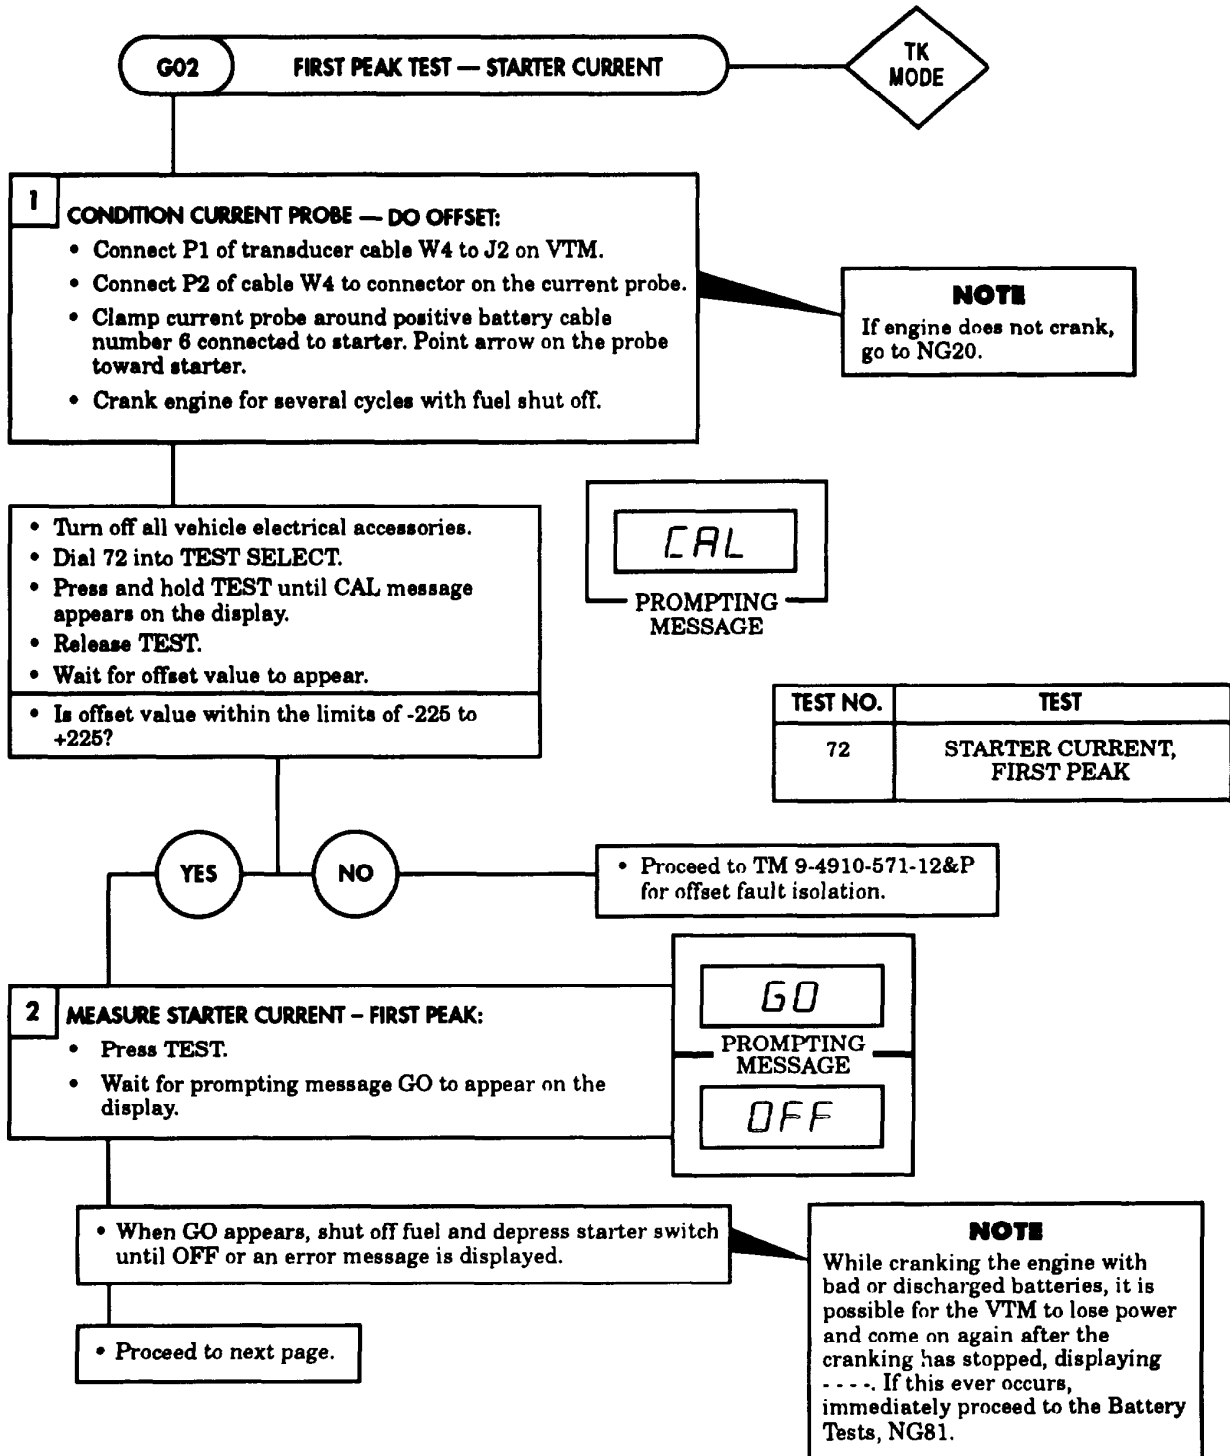 G02 FIRST PEAK TEST — STARTER CURRENT
TK
MODE
1
CONDITION CURRENT PROBE — DO OFFSET:
• Connect P1 of transducer cable W4 to J2 on VTM.
• Connect P2 of cable W4 to connector on the current probe.
• Clamp current probe around positive battery cable
number 6 connected to starter. Point arrow on the probe
toward starter.
• Crank engine for several cycles with fuel shut off.
NOTE
If engine does not crank,
go to NG20.
• Turn off all vehicle electrical accessories.
• Dial 72 into TEST SELECT.
• Press and hold TEST until CAL message
appears on the display.
• Release TEST.
• Wait for offset value to appear.
• Is offset value within the limits of -225 to
+225?
CAL
PROMPTING
MESSAGE
TEST NO. TEST
72 STARTER CURRENT,
FIRST PEAK
YES NO
• Proceed to TM 9-4910-571-12&P
for offset fault isolation.
2
MEASURE STARTER CURRENT – FIRST PEAK:
• Press TEST.
• Wait for prompting message GO to appear on the
display.
GO
PROMPTING
MESSAGE
OFF
• When GO appears, shut off fuel and depress starter switch
until OFF or an error message is displayed.
NOTE
While cranking the engine with
bad or discharged batteries, it is
possible for the VTM to lose power
and come on again after the
cranking has stopped, displaying
- - - -. If this ever occurs,
immediately proceed to the Battery
Tests, NG81.
• Proceed to next page.